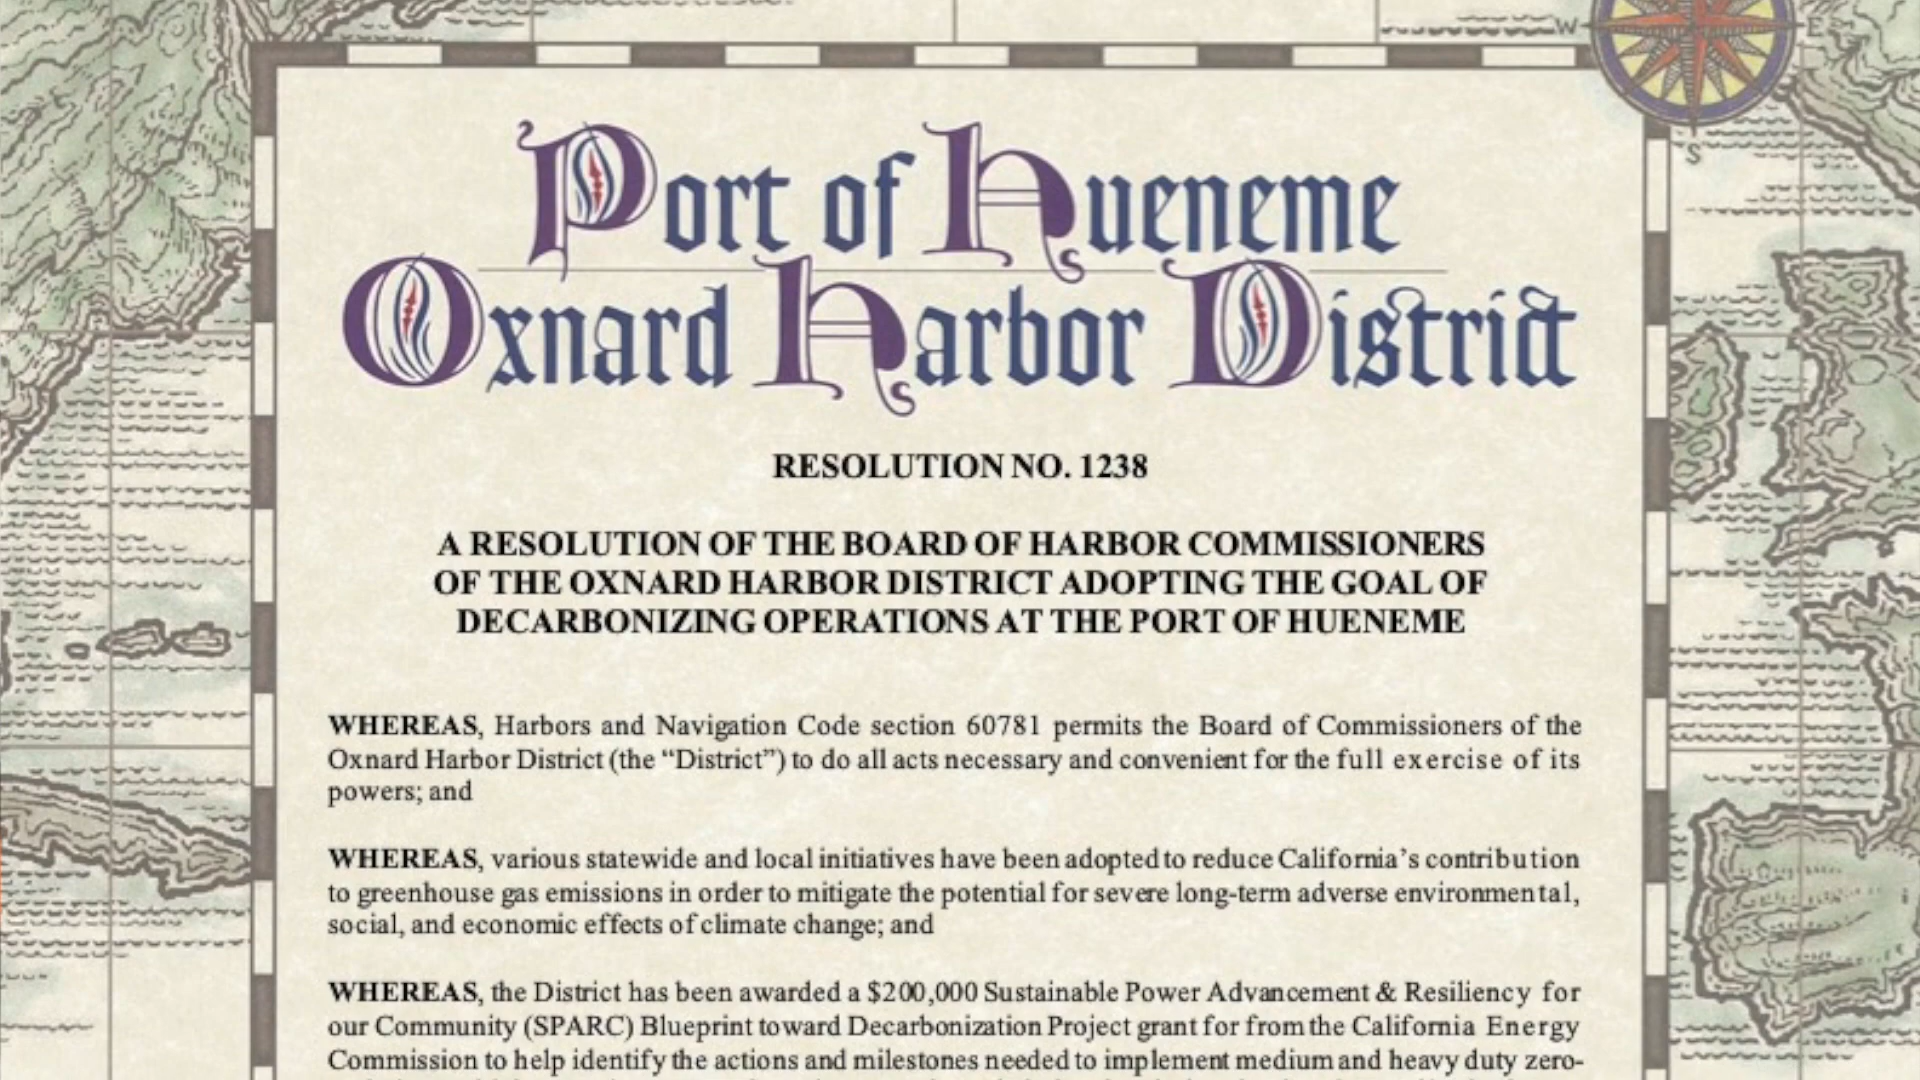 W
E
S
Port of Hueneme
Oxnard Harbor District
RESOLUTION NO. 1238
A RESOLUTION OF THE BOARD OF HARBOR COMMISSIONERS
OF THE OXNARD HARBOR DISTRICT ADOPTING THE GOAL OF
DECARBONIZING OPERATIONS AT THE PORT OF HUENEME
WHEREAS, Harbors and Navigation Code section 60781 permits the Board of Commissioners of the
Oxnard Harbor District (the “District”) to do all acts necessary and convenient for the full exercise of its
powers; and
WHEREAS, various statewide and local initiatives have been adopted to reduce California’s contribution
to greenhouse gas emissions in order to mitigate the potential for severe long-term adverse environmental,
social, and economic effects of climate change; and
WHEREAS, the District has been awarded a $200,000 Sustainable Power Advancement & Resiliency for
our Community (SPARC) Blueprint toward Decarbonization Project grant for from the California Energy
Commission to help identify the actions and milestones needed to implement medium and heavy duty zero-